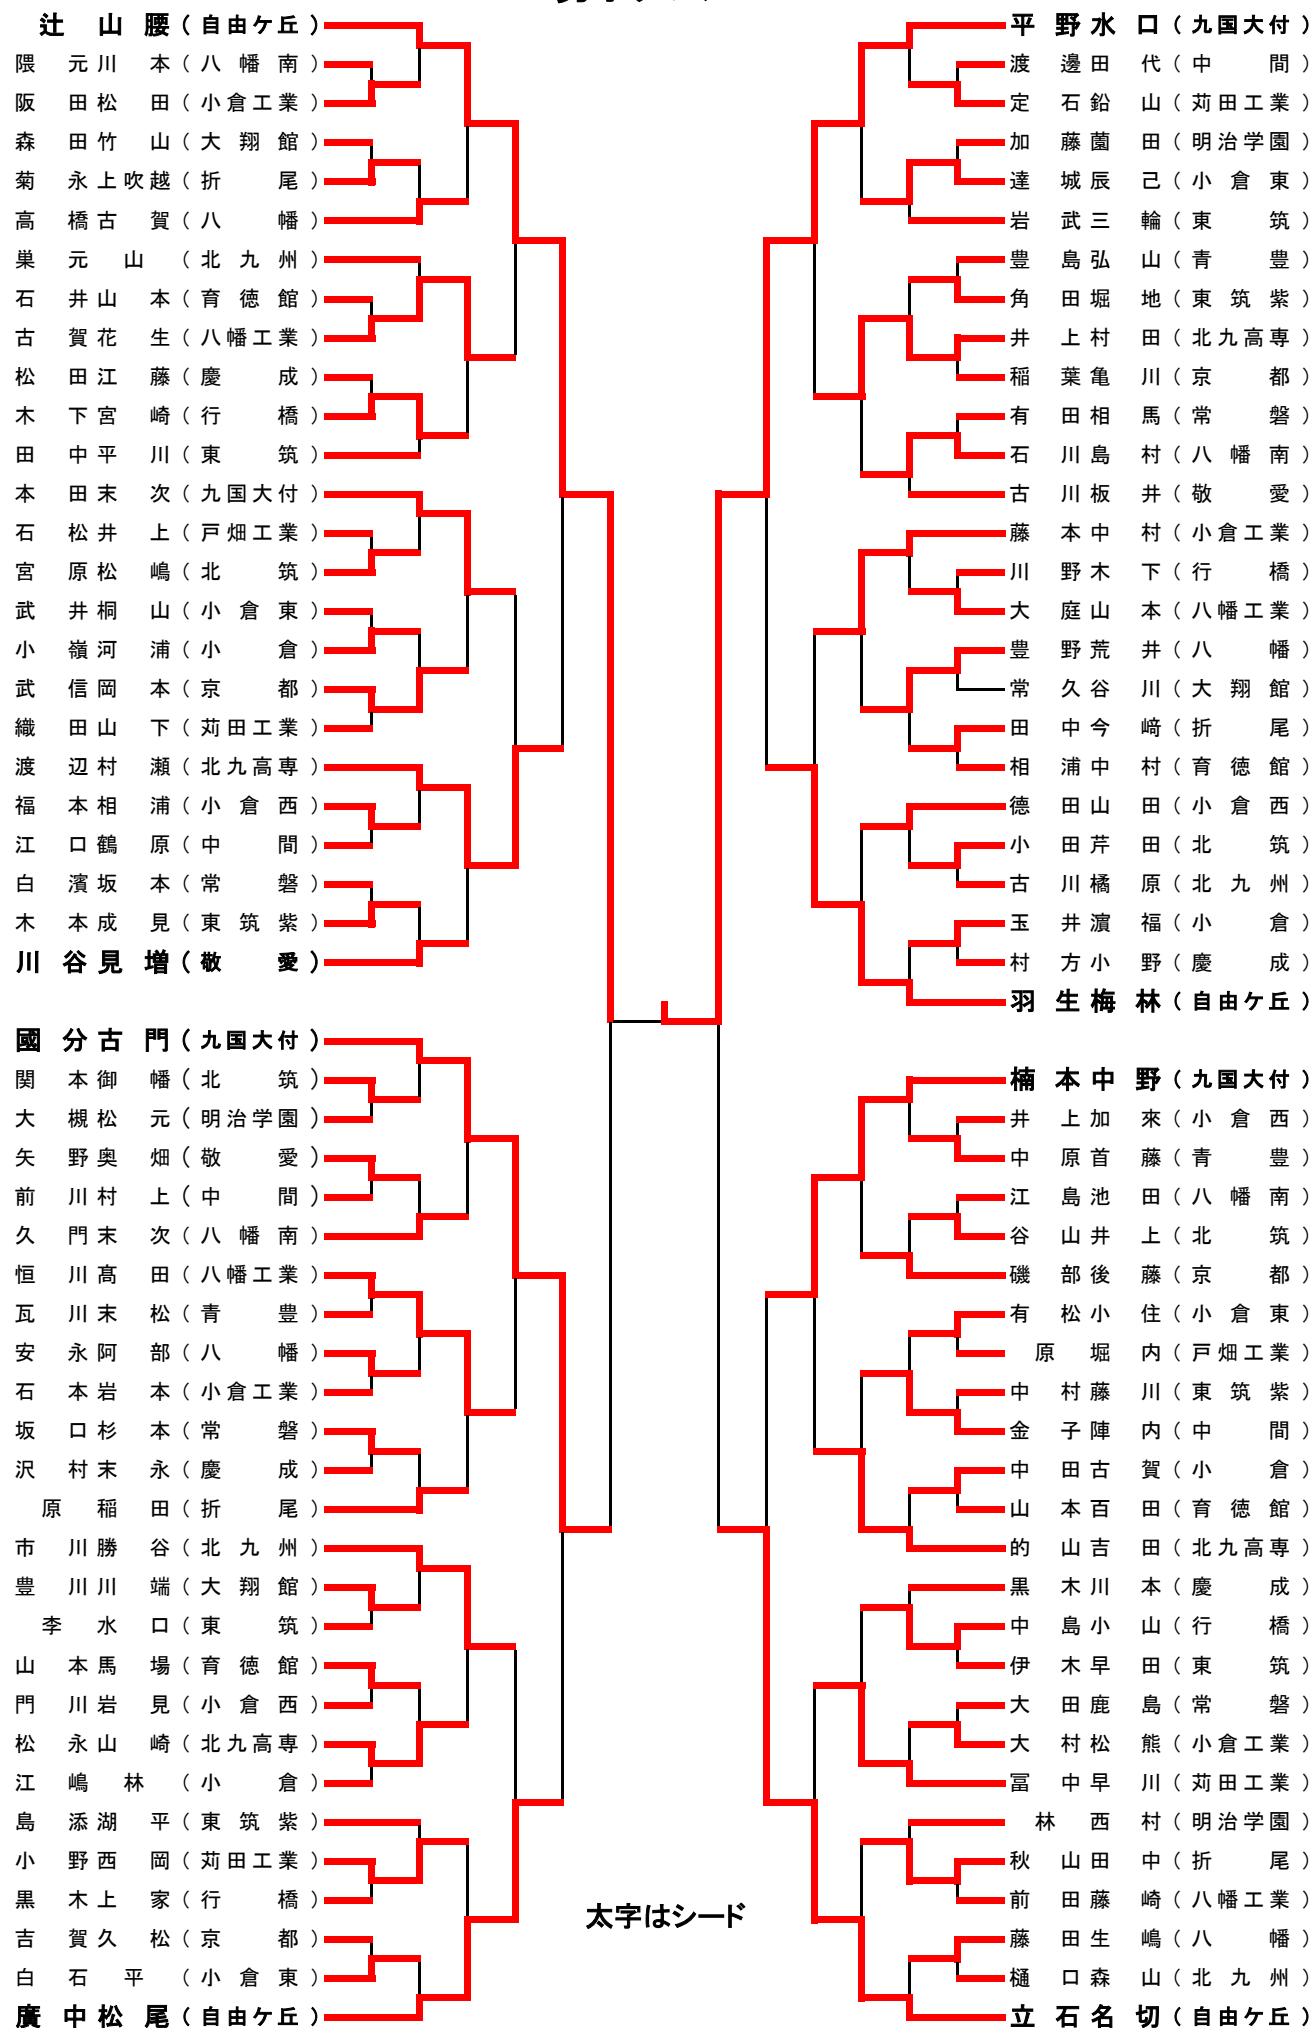 辻山腰(自由ケ丘)
隈元川本(八幡南)
阪田松田(小倉工業)
森田竹山(大翔館)
菊永上吹越(折尾)
高橋古賀(八幡)
巣元山(北九州)
石井山本(育徳館)
古賀花生(八幡工業)
松田江藤(慶成)
木下宮崎(行橋)
田中平川(東筑)
本田末次(九国大付)
石松井上(戸畑工業)
宮原松嶋(北筑)
武井桐山(小倉東)
小嶺河浦(小倉)
武信岡本(京都)
織田山下(苅田工業)
渡辺村瀬(北九高専)
福本相浦(小倉西)
江口鶴原(中間)
白濱坂本(常磐)
木本成見(東筑紫)
川谷見増(敬愛)
國分古門(九国大付)
関本御幡(北筑)
大槻松元(明治学園)
矢野奥畑(敬愛)
前川村上(中間)
久門末次(八幡南)
恒川髙田(八幡工業)
瓦川末松(青豊)
安永阿部(八幡)
石本岩本(小倉工業)
坂口杉本(常磐)
沢村末永(慶成)
原稲田(折尾)
市川勝谷(北九州)
豊川川端(大翔館)
李水口(東筑)
山本馬場(育徳館)
門川岩見(小倉西)
松永山崎(北九高専)
江嶋林(小倉)
島添湖平(東筑紫)
小野西岡(苅田工業)
黒木上家(行橋)
吉賀久松(京都)
白石平(小倉東)
廣中松尾(自由ケ丘)
平野水口(九国大付)
渡邊田代(中間)
定石鉛山(苅田工業)
加藤薗田(明治学園)
達城辰己(小倉東)
岩武三輪(東筑)
豊島弘山(青豊)
角田堀地(東筑紫)
井上村田(北九高専)
稲葉亀川(京都)
有田相馬(常磐)
石川島村(八幡南)
古川板井(敬愛)
藤本中村(小倉工業)
川野木下(行橋)
大庭山本(八幡工業)
豊野荒井(八幡)
常久谷川(大翔館)
田中今﨑(折尾)
相浦中村(育徳館)
德田山田(小倉西)
小田芹田(北筑)
古川橘原(北九州)
玉井濵福(小倉)
村方小野(慶成)
羽生梅林(自由ケ丘)
楠本中野(九国大付)
井上加來(小倉西)
中原首藤(青豊)
江島池田(八幡南)
谷山井上(北筑)
磯部後藤(京都)
有松小住(小倉東)
原堀内(戸畑工業)
中村藤川(東筑紫)
金子陣内(中間)
中田古賀(小倉)
山本百田(育徳館)
的山吉田(北九高専)
黒木川本(慶成)
中島小山(行橋)
伊木早田(東筑)
大田鹿島(常磐)
大村松熊(小倉工業)
冨中早川(苅田工業)
林西村(明治学園)
秋山田中(折尾)
前田藤崎(八幡工業)
藤田生嶋(八幡)
樋口森山(北九州)
立石名切(自由ケ丘)
太字はシード